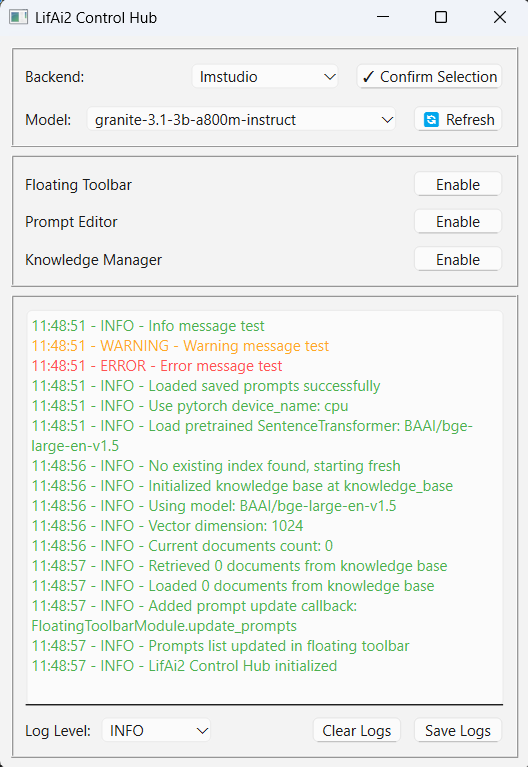 LifAi2 Control Hub
Backend: lmstudio ✓ Confirm Selection
Model: granite-3.1-3b-a800m-instruct Refresh
Floating Toolbar Enable
Prompt Editor Enable
Knowledge Manager Enable
11:48:51 - INFO - Info message test
11:48:51 - WARNING - Warning message test
11:48:51 - ERROR - Error message test
11:48:51 - INFO - Loaded saved prompts successfully
11:48:51 - INFO - Use pytorch device_name: cpu
11:48:51 - INFO - Load pretrained SentenceTransformer: BAAI/bge-
large-en-v1.5
11:48:56 - INFO - No existing index found, starting fresh
11:48:56 - INFO - Initialized knowledge base at knowledge_base
11:48:56 - INFO - Using model: BAAI/bge-large-en-v1.5
11:48:56 - INFO - Vector dimension: 1024
11:48:56 - INFO - Current documents count: 0
11:48:57 - INFO - Retrieved 0 documents from knowledge base
11:48:57 - INFO - Loaded 0 documents from knowledge base
11:48:57 - INFO - Added prompt update callback:
FloatingToolbarModule.update_prompts
11:48:57 - INFO - Prompts list updated in floating toolbar
11:48:57 - INFO - LifAi2 Control Hub initialized
Log Level: INFO Clear Logs Save Logs